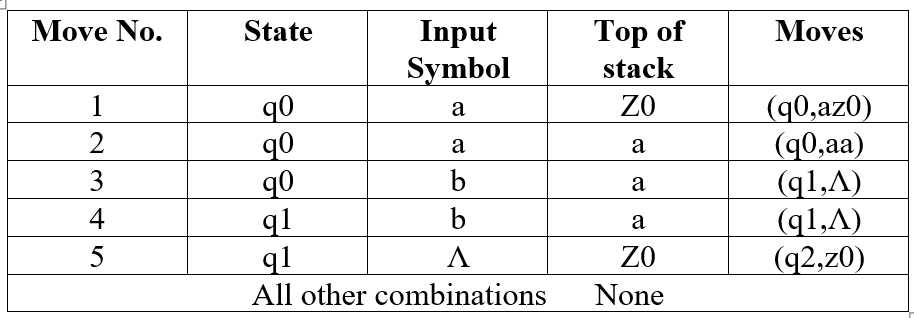 Move No. State Input Symbol Top of stack Moves
1 q0 a Z0 (q0,az0)
2 q0 a a (q0,aa)
3 q0 b a (q1,Λ)
4 q1 b a (q1,Λ)
5 q1 Λ Z0 (q2,z0)
All other combinations None